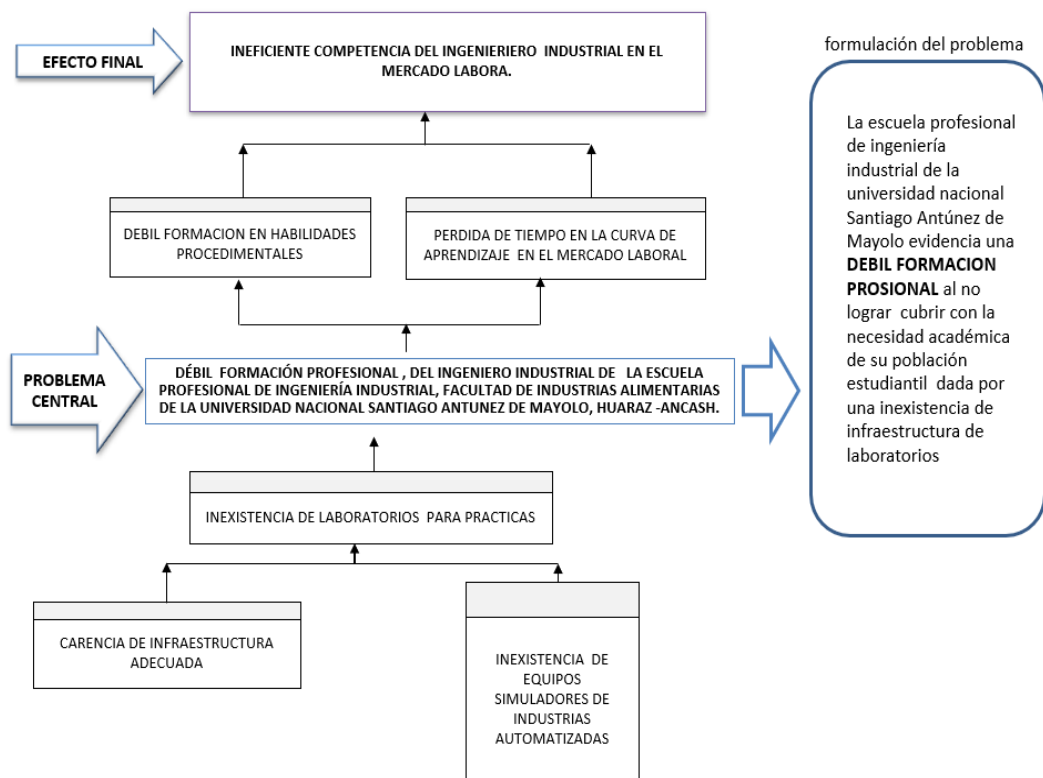 EFECTO FINAL
INEFICIENTE COMPETENCIA DEL INGENIERIERO INDUSTRIAL EN EL
MERCADO LABORA.
formulación del problema
DEBIL FORMACION EN HABILIDADES
PROCEDIMENTALES
PERDIDA DE TIEMPO EN LA CURVA DE
APRENDIZAJE EN EL MERCADO LABORAL
PROBLEMA
CENTRAL
DÉBIL FORMACIÓN PROFESIONAL , DEL INGENIERO INDUSTRIAL DE LA ESCUELA
PROFESIONAL DE INGENIERÍA INDUSTRIAL, FACULTAD DE INDUSTRIAS ALIMENTARIAS
DE LA UNIVERSIDAD NACIONAL SANTIAGO ANTUNEZ DE MAYOLO, HUARAZ -ANCASH.
La escuela profesional
de ingeniería
industrial de la
universidad nacional
Santiago Antúnez de
Mayolo evidencia una
DEBIL FORMACION
PROSIONAL al no
lograr cubrir con la
necesidad académica
de su población
estudiantil dada por
una inexistencia de
infraestructura de
laboratorios
INEXISTENCIA DE LABORATORIOS PARA PRACTICAS
CARENCIA DE INFRAESTRUCTURA
ADECUADA
INEXISTENCIA DE
EQUIPOS
SIMULADORES DE
INDUSTRIAS
AUTOMATIZADAS